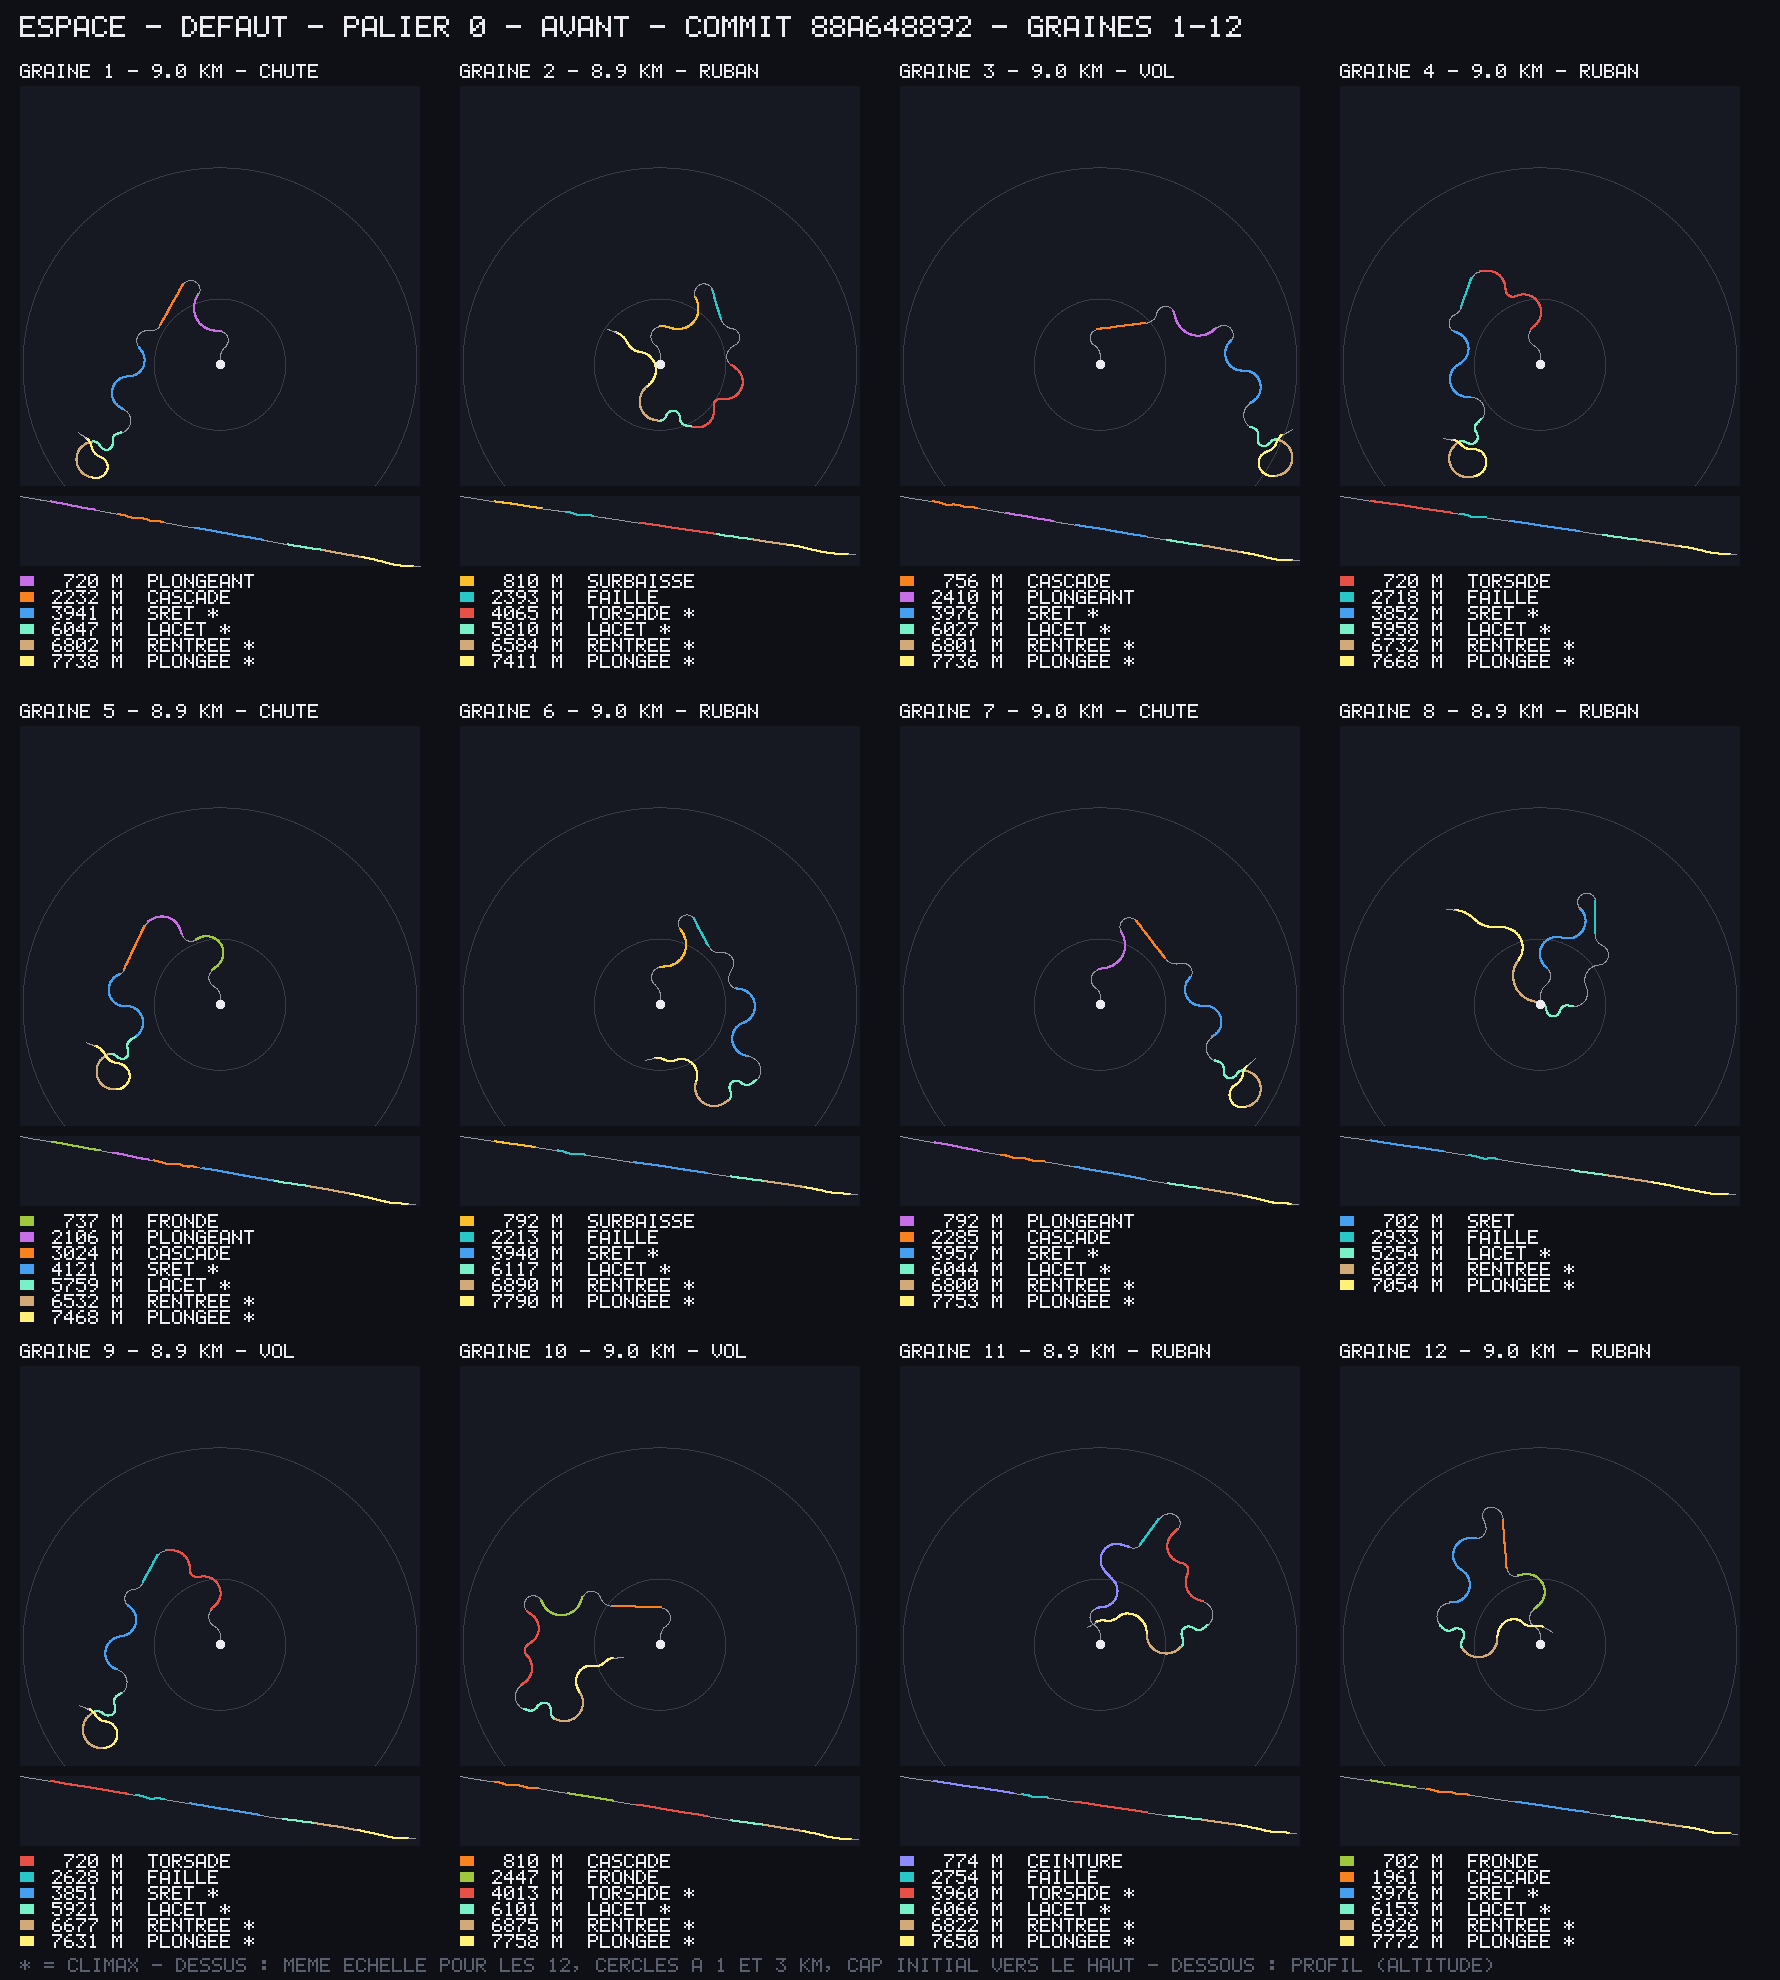 ESPACE - DEFAUT - PALIER 0 - AVANT - COMMIT 88A648892 - GRAINES 1-12
GRAINE 1 - 9.0 KM - CHUTE
720 M PLONGEANT
2232 M CASCADE
3941 M SRET *
6047 M LACET *
6802 M RENTREE *
7738 M PLONGEE *
GRAINE 2 - 8.9 KM - RUBAN
810 M SURBAISSE
2393 M FAILLE
4065 M TORSADE *
5810 M LACET *
6584 M RENTREE *
7411 M PLONGEE *
GRAINE 3 - 9.0 KM - VOL
756 M CASCADE
2410 M PLONGEANT
3976 M SRET *
6027 M LACET *
6801 M RENTREE *
7736 M PLONGEE *
GRAINE 4 - 9.0 KM - RUBAN
720 M TORSADE
2718 M FAILLE
3852 M SRET *
5958 M LACET *
6732 M RENTREE *
7668 M PLONGEE *
GRAINE 5 - 8.9 KM - CHUTE
737 M FRONDE
2106 M PLONGEANT
3024 M CASCADE
4121 M SRET *
5759 M LACET *
6532 M RENTREE *
7468 M PLONGEE *
GRAINE 6 - 9.0 KM - RUBAN
792 M SURBAISSE
2213 M FAILLE
3940 M SRET *
6117 M LACET *
6890 M RENTREE *
7790 M PLONGEE *
GRAINE 7 - 9.0 KM - CHUTE
792 M PLONGEANT
2285 M CASCADE
3957 M SRET *
6044 M LACET *
6800 M RENTREE *
7753 M PLONGEE *
GRAINE 8 - 8.9 KM - RUBAN
702 M SRET
2933 M FAILLE
5254 M LACET *
6028 M RENTREE *
7054 M PLONGEE *
GRAINE 9 - 8.9 KM - VOL
720 M TORSADE
2628 M FAILLE
3851 M SRET *
5921 M LACET *
6677 M RENTREE *
7631 M PLONGEE *
GRAINE 10 - 9.0 KM - VOL
810 M CASCADE
2447 M FRONDE
4013 M TORSADE *
6101 M LACET *
6875 M RENTREE *
7758 M PLONGEE *
GRAINE 11 - 8.9 KM - RUBAN
774 M CEINTURE
2754 M FAILLE
3960 M TORSADE *
6066 M LACET *
6822 M RENTREE *
7650 M PLONGEE *
GRAINE 12 - 9.0 KM - RUBAN
702 M FRONDE
1961 M CASCADE
3976 M SRET *
6153 M LACET *
6926 M RENTREE *
7772 M PLONGEE *
* = CLIMAX - DESSUS : MEME ECHELLE POUR LES 12, CERCLES A 1 ET 3 KM, CAP INITIAL VERS LE HAUT - DESSOUS : PROFIL (ALTITUDE)